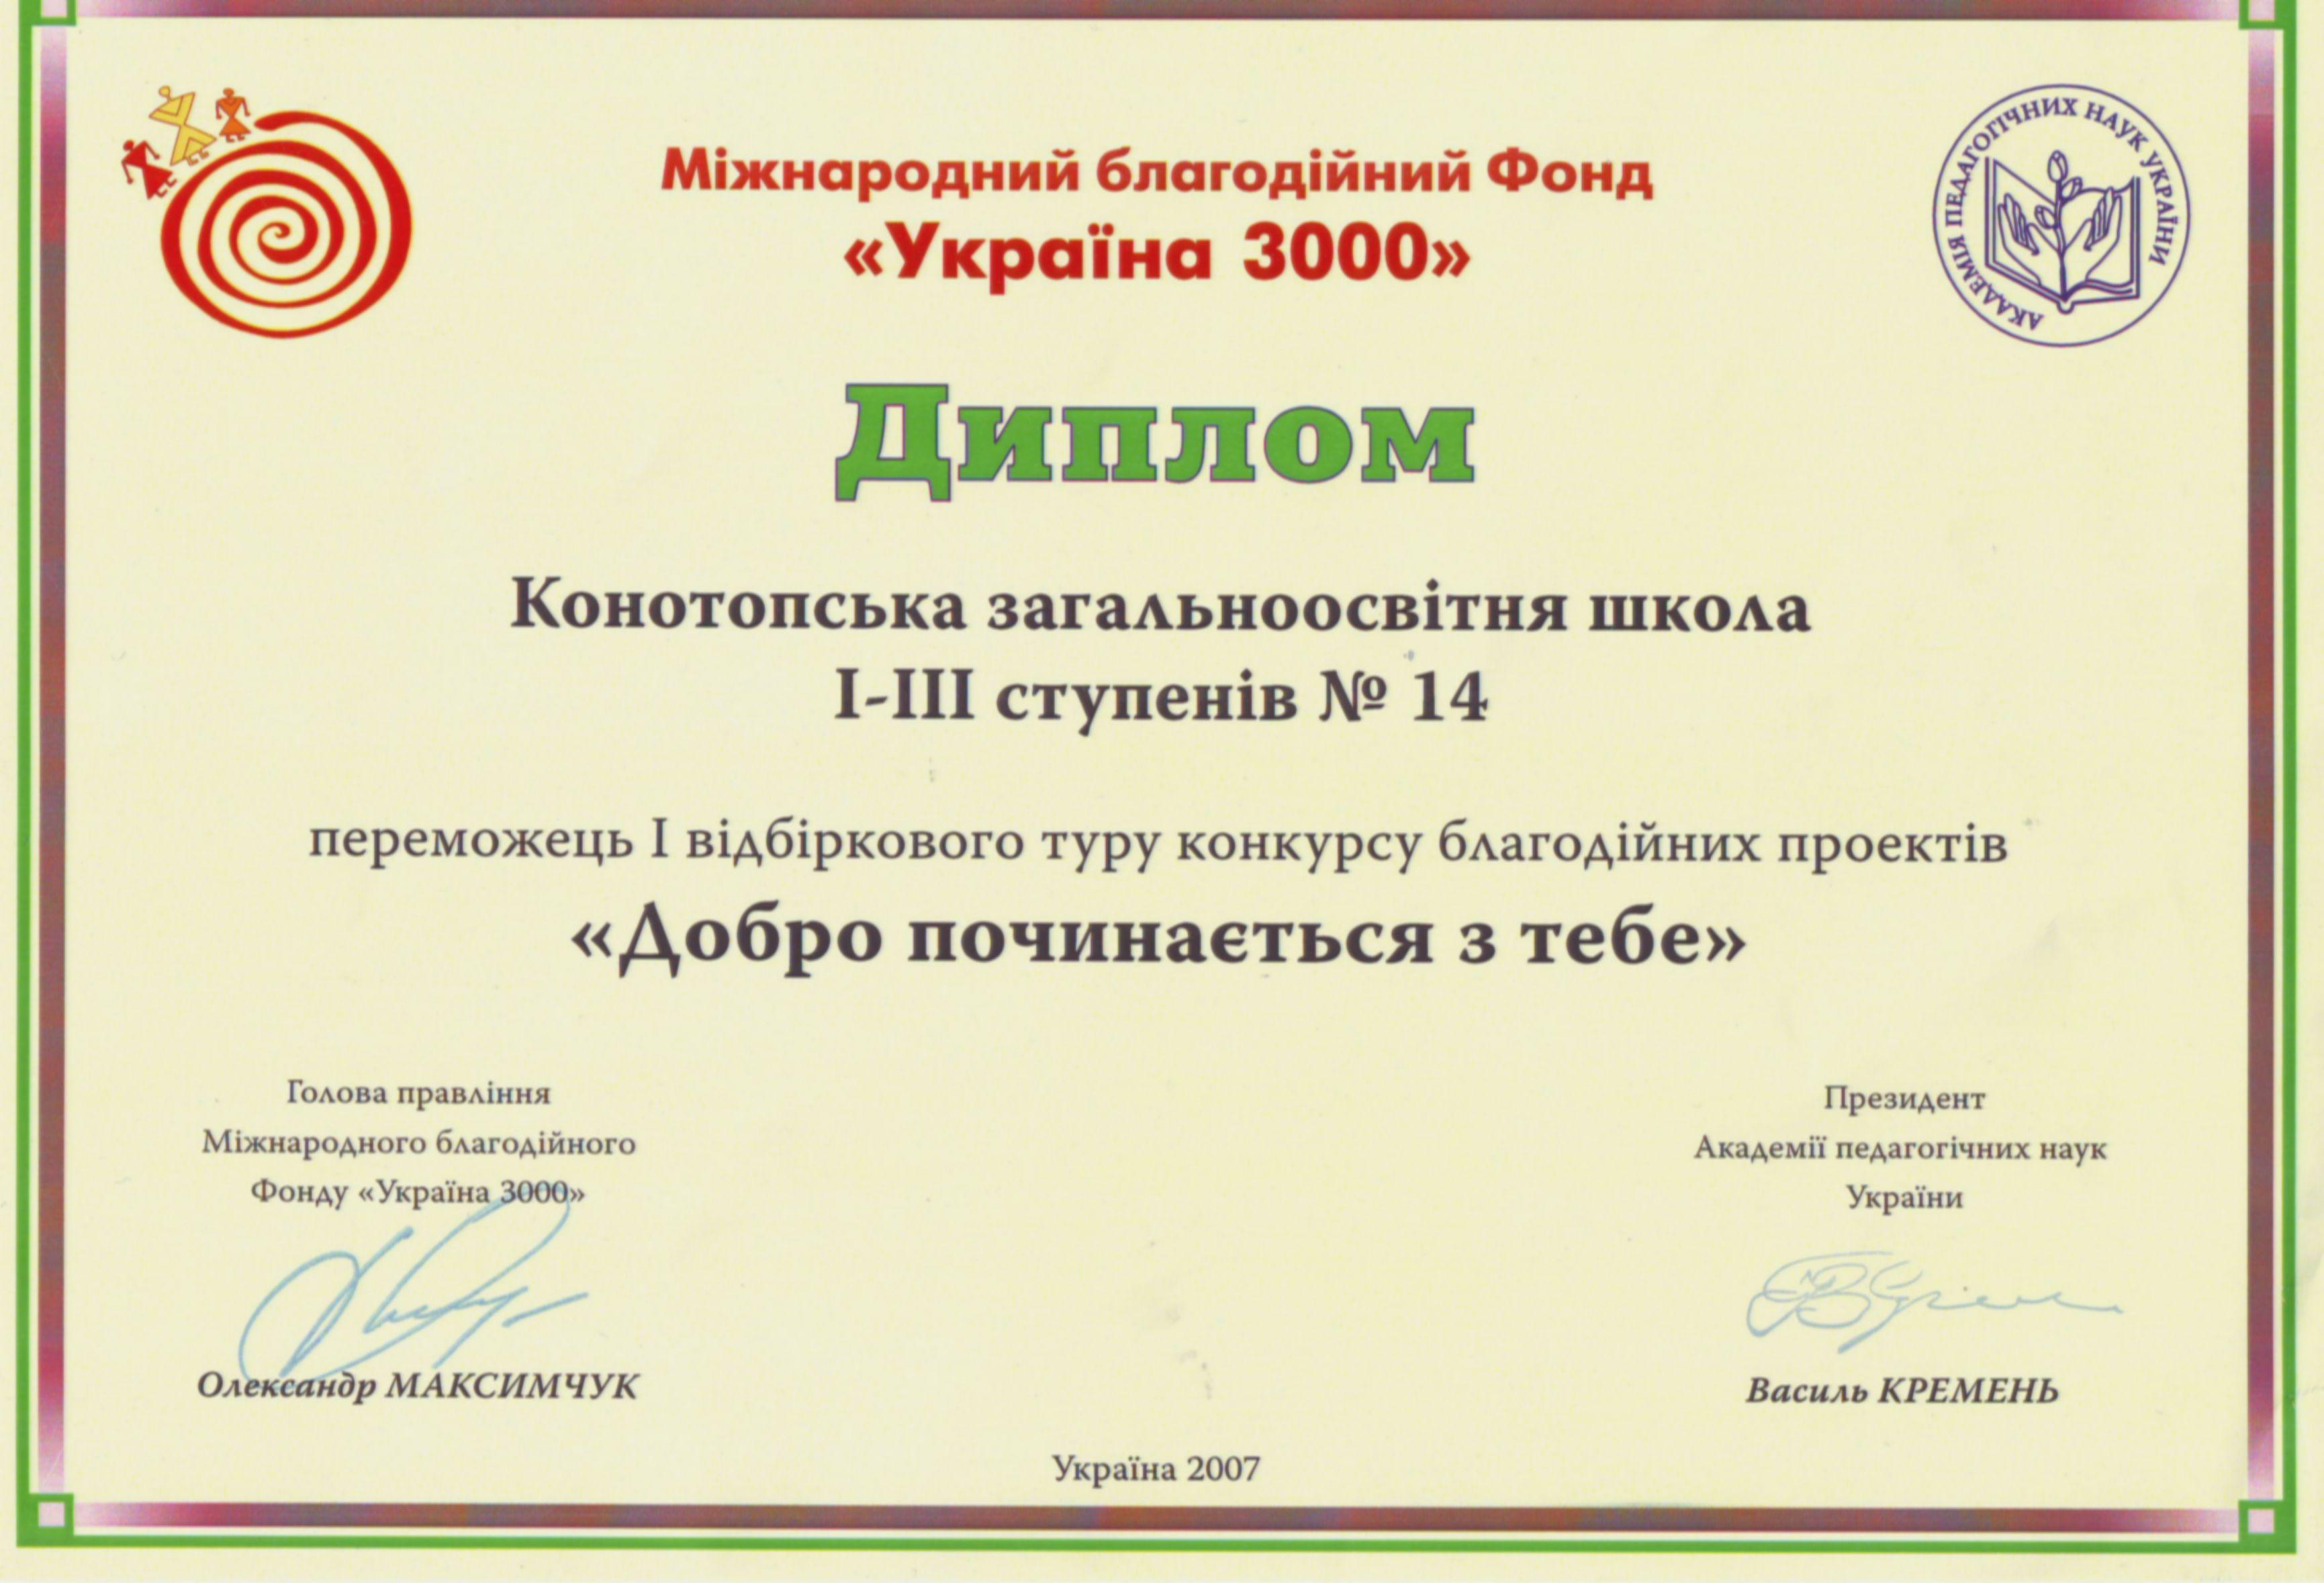 Міжнародний благодійний Фонд
«Україна 3000»
АКАДЕМІЯ ПЕДАГОГІЧНИХ НАУК УКРАЇНИ
Диплом
Конотопська загальноосвітня школа
І-ІІІ ступенів № 14
переможець І відбіркового туру конкурсу благодійних проектів
«Добро починається з тебе»
Голова правління
Міжнародного благодійного
Фонду «Україна 3000»
Олександр МАКСИМЧУК
Президент
Академії педагогічних наук
України
Василь КРЕМЕНЬ
Україна 2007